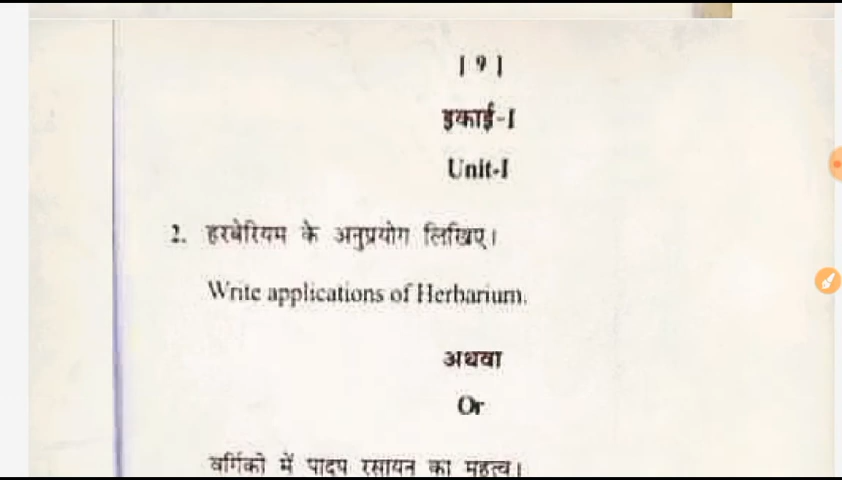 [ 9 ]
इकाई-I
Unit-I
2. हरबेरियम के अनुप्रयोग लिखिए।
Write applications of Herbarium.
अथवा
Or
वर्गिकी में पादप रसायन का महत्व।